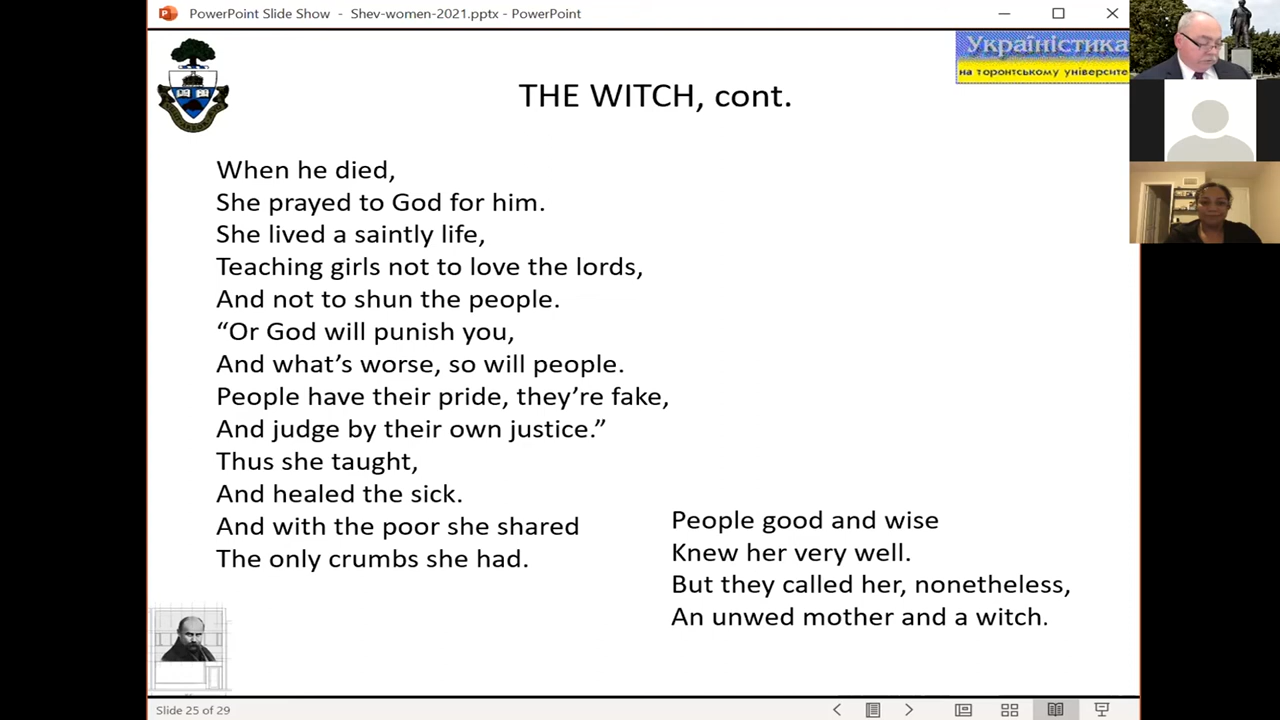 PowerPoint Slide Show - Shev-women-2021.pptx - PowerPoint
Україністика
на торонтському університе
THE WITCH, cont.
When he died,
She prayed to God for him.
She lived a saintly life,
Teaching girls not to love the lords,
And not to shun the people.
“Or God will punish you,
And what’s worse, so will people.
People have their pride, they’re fake,
And judge by their own justice.”
Thus she taught,
And healed the sick.
And with the poor she shared
The only crumbs she had.
People good and wise
Knew her very well.
But they called her, nonetheless,
An unwed mother and a witch.
Slide 25 of 29